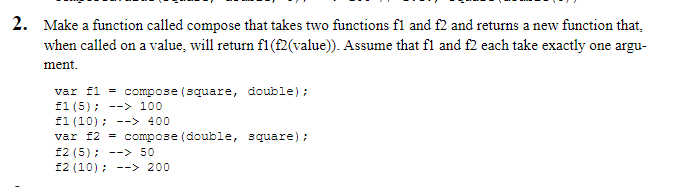 2. Make a function called compose that takes two functions f1 and f2 and returns a new function that,
when called on a value, will return f1(f2(value)). Assume that f1 and f2 each take exactly one argu-
ment.
var f1 = compose(square, double);
f1(5); --> 100
f1(10); --> 400
var f2 = compose(double, square);
f2(5); --> 50
f2(10); --> 200